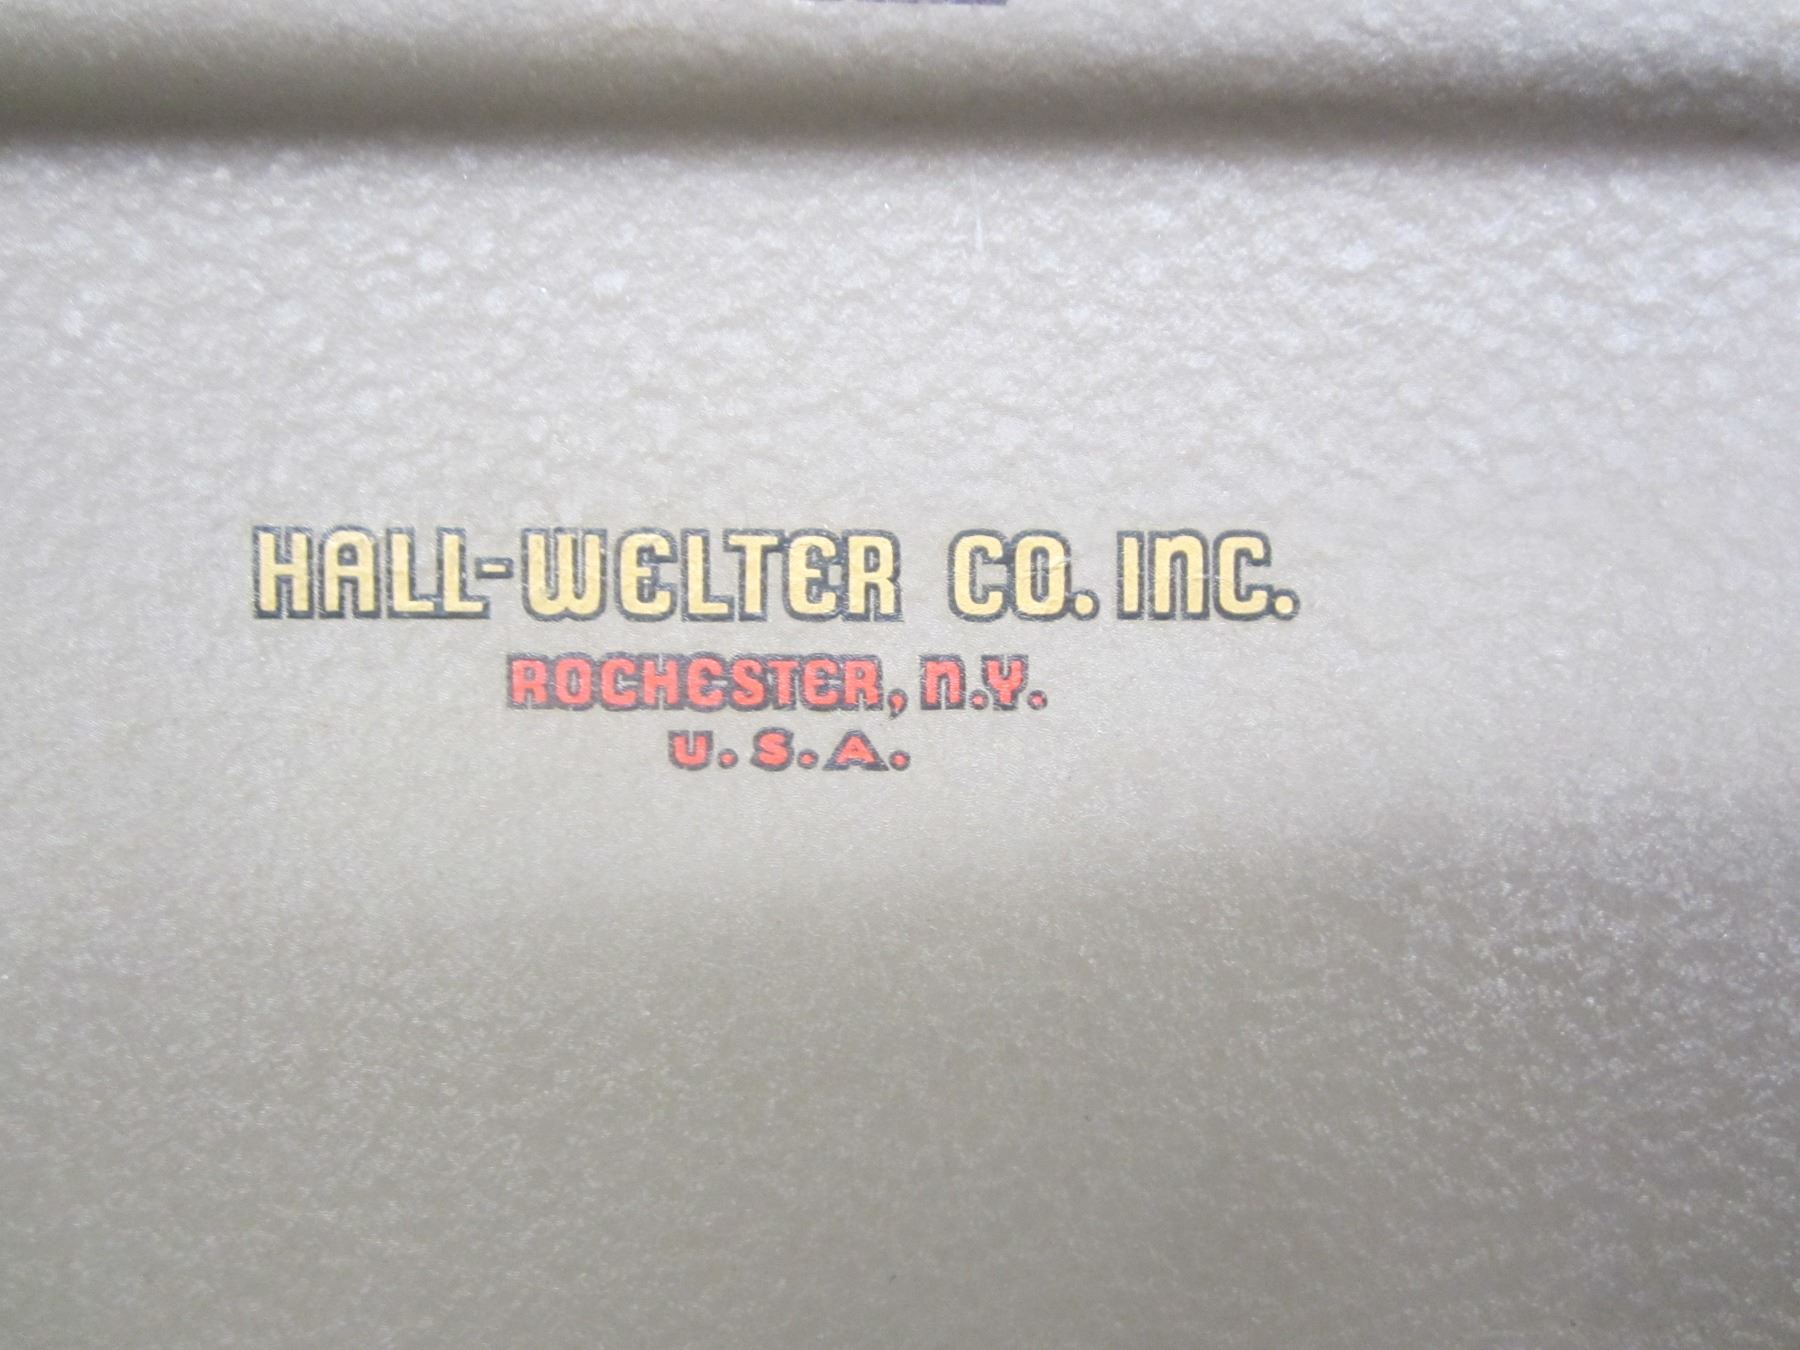 HALL-WELTER CO. INC.
ROCHESTER, N.Y.
U.S.A.